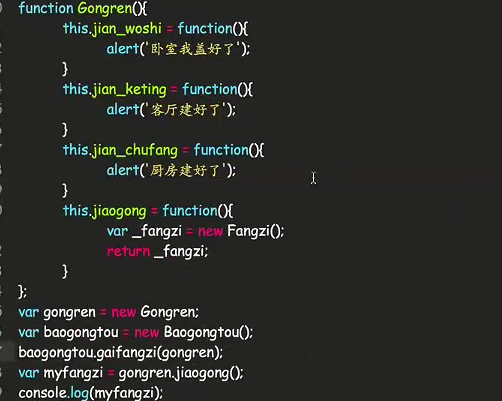 function Gongren(){
this.jian_woshi = function(){
alert('卧室我盖好了');
}
this.jian_keting = function(){
alert('客厅建好了');
}
this.jian_chufang = function(){
alert('厨房建好了');
}
this.jiaogong = function(){
var _fangzi = new Fangzi();
return _fangzi;
}
};
var gongren = new Gongren;
var baogongtou = new Baogongtou();
baogongtou.gaifangzi(gongren);
var myfangzi = gongren.jiaogong();
console.log(myfangzi);